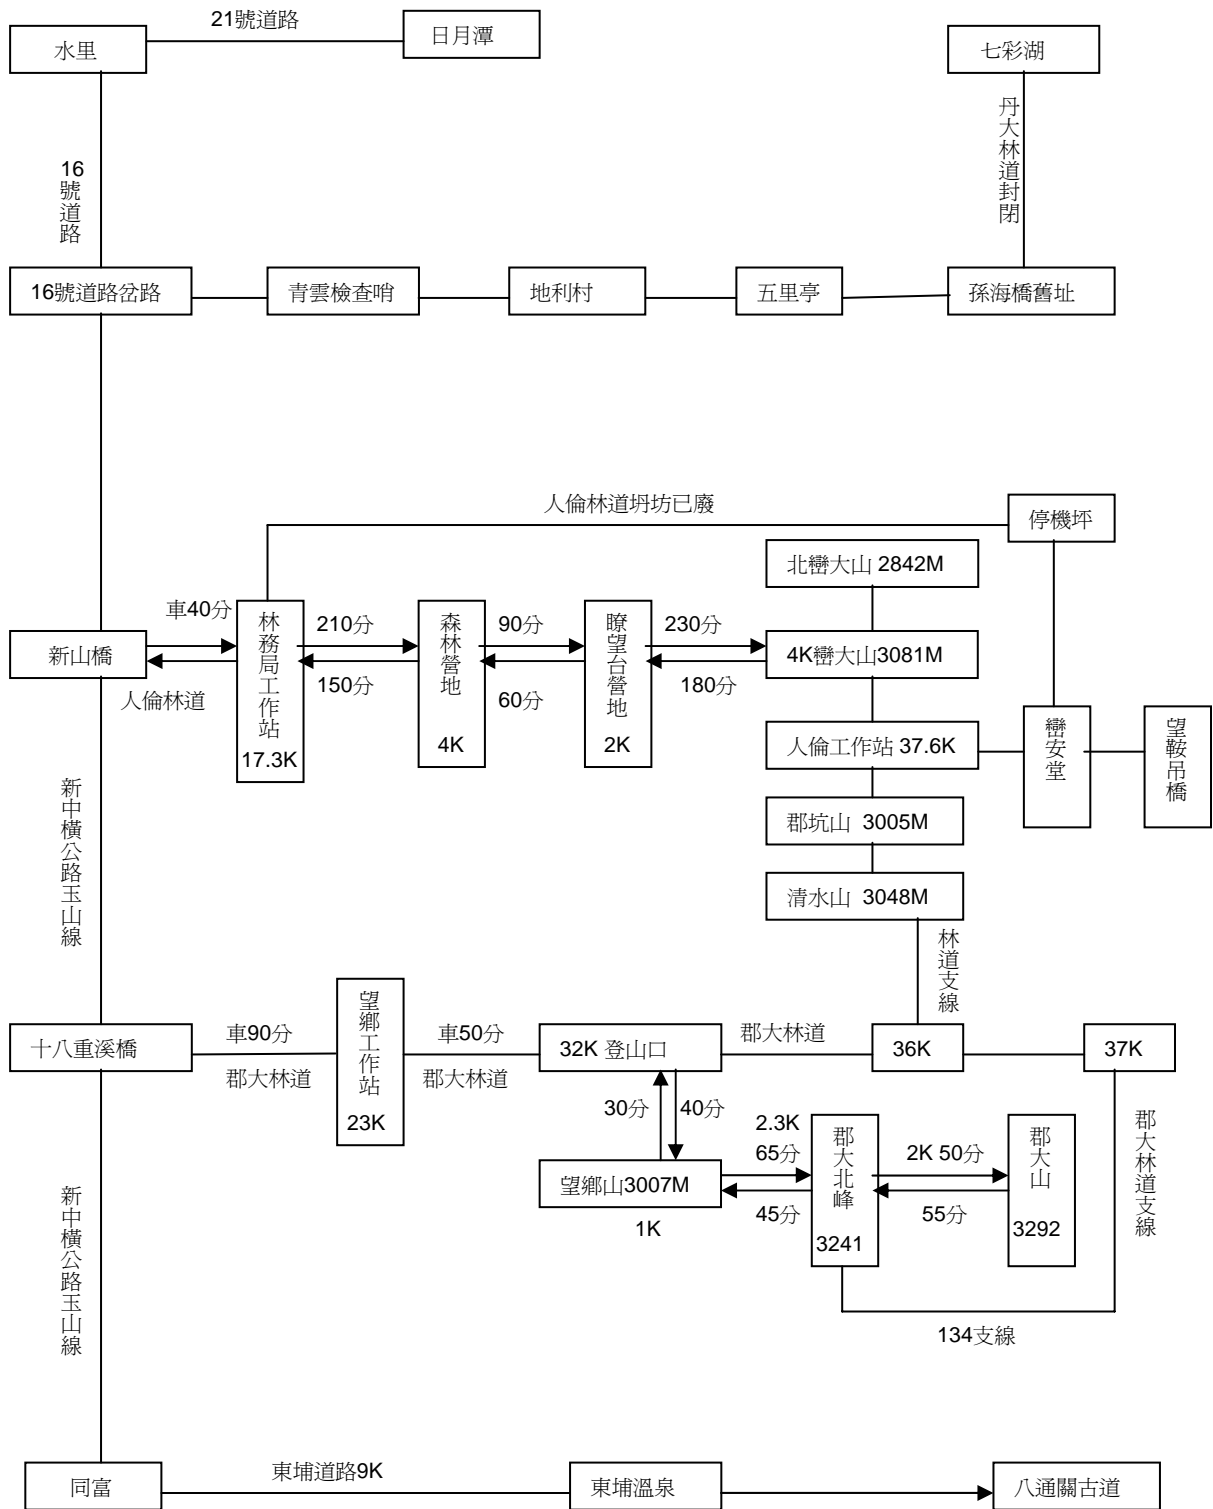 21號道路
水里
日月潭
七彩湖
丹大林道封閉
16號道路
16號道路岔路
青雲檢查哨
地利村
五里亭
孫海橋舊址
人倫林道坍坊已廢
停機坪
北巒大山 2842M
車40分
林務局工作站
17.3K
210分
150分
森林營地
4K
90分
60分
瞭望台營地
2K
230分
180分
新山橋
4K巒大山3081M
人倫林道
人倫工作站 37.6K
巒安堂
望鞍吊橋
郡坑山 3005M
清水山 3048M
新中橫公路玉山線
林道支線
望鄉工作站
23K
十八重溪橋
車90分
郡大林道
車50分
郡大林道
32K 登山口
郡大林道
36K
37K
30分
40分
2.3K
65分
郡大北峰
3241
2K 50分
郡大山
3292
郡大林道支線
望鄉山3007M
45分
55分
1K
新中橫公路玉山線
134支線
同富
東埔道路9K
東埔溫泉
八通關古道